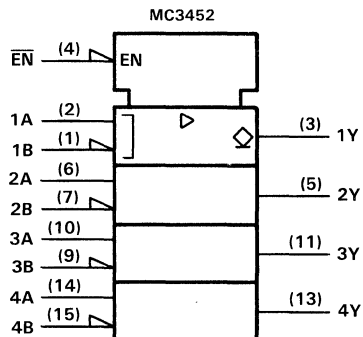 MC3452
EN (4) EN
1A (2)
1B (1)
(3) 1Y
2A (6)
2B (7)
(5) 2Y
3A (10)
3B (9)
(11) 3Y
4A (14)
4B (15)
(13) 4Y